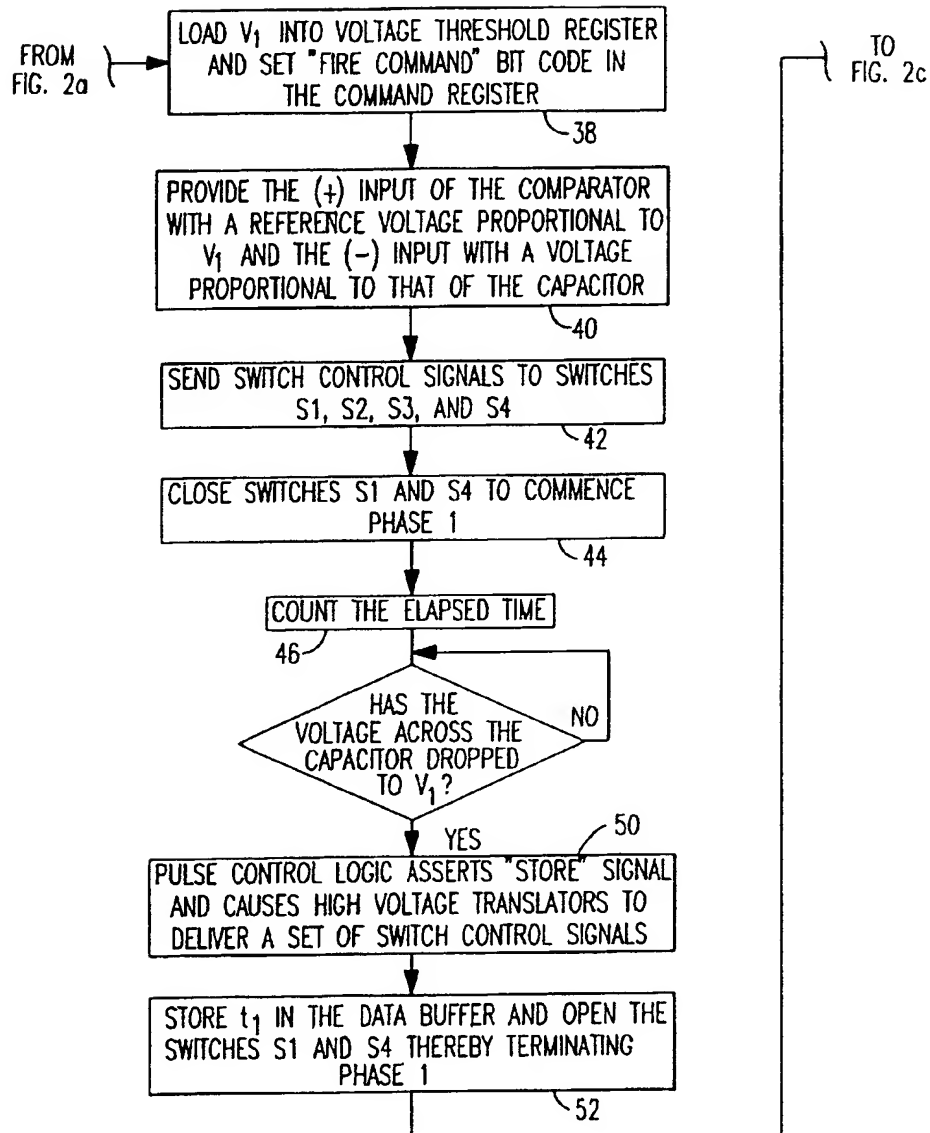 FROM
FIG. 2a
LOAD V1 INTO VOLTAGE THRESHOLD REGISTER
AND SET "FIRE COMMAND" BIT CODE IN
THE COMMAND REGISTER
38
TO
FIG. 2c
PROVIDE THE (+) INPUT OF THE COMPARATOR
WITH A REFERENCE VOLTAGE PROPORTIONAL TO
V1 AND THE (-) INPUT WITH A VOLTAGE
PROPORTIONAL TO THAT OF THE CAPACITOR
40
SEND SWITCH CONTROL SIGNALS TO SWITCHES
S1, S2, S3, AND S4
42
CLOSE SWITCHES S1 AND S4 TO COMMENCE
PHASE 1
44
COUNT THE ELAPSED TIME
46
HAS THE
VOLTAGE ACROSS THE
CAPACITOR DROPPED
TO V1?
NO
YES
50
PULSE CONTROL LOGIC ASSERTS "STORE" SIGNAL
AND CAUSES HIGH VOLTAGE TRANSLATORS TO
DELIVER A SET OF SWITCH CONTROL SIGNALS
STORE t1 IN THE DATA BUFFER AND OPEN THE
SWITCHES S1 AND S4 THEREBY TERMINATING
PHASE 1
52